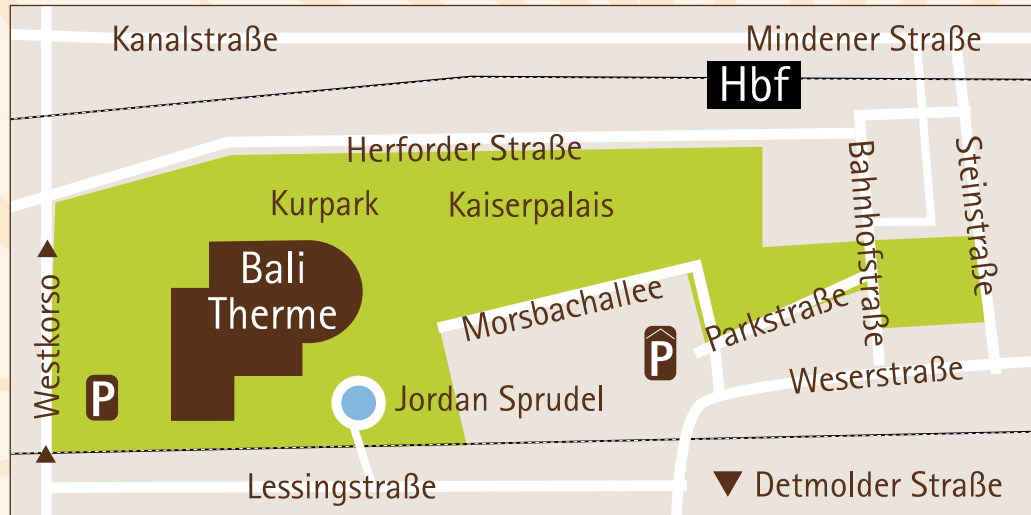 Kanalstraße
Mindener Straße
Hbf
Herforder Straße
Kurpark
Kaiserpalais
Bahnhofstraße
Steinstraße
Bali
Therme
Westkorso
Morsbachallee
Parkstraße
P
P
Jordan Sprudel
Weserstraße
Lessingstraße
Detmolder Straße